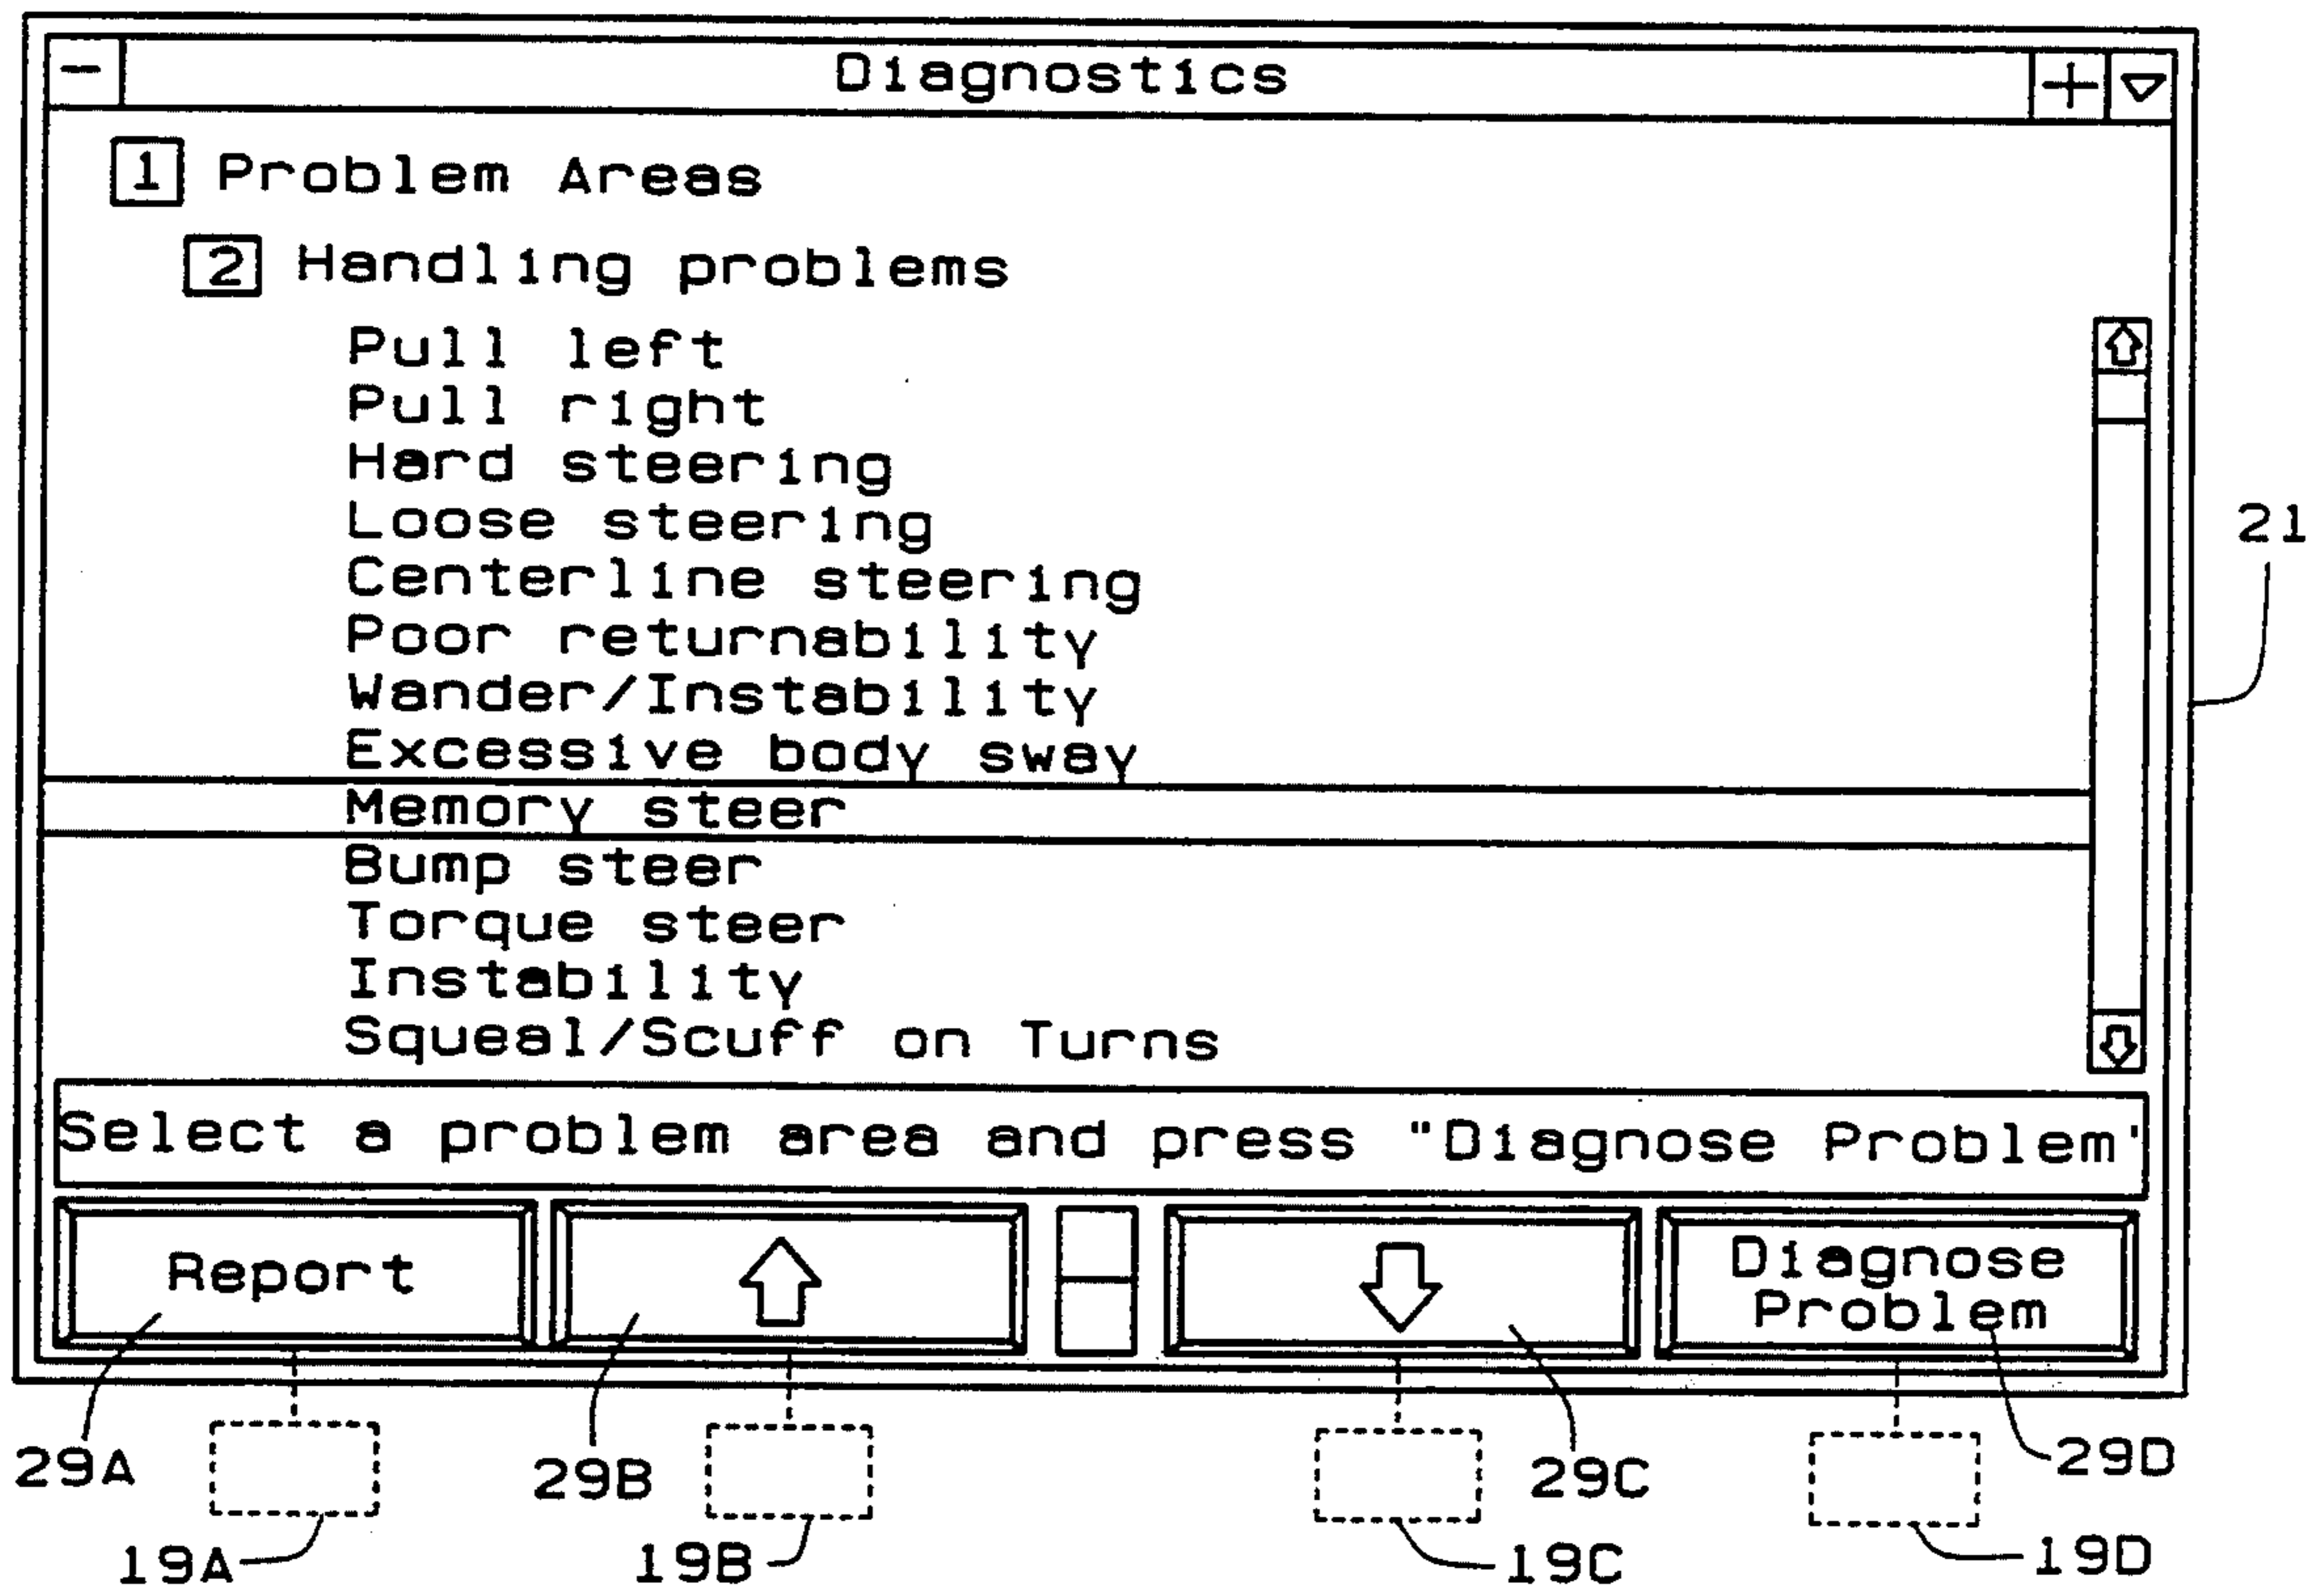 Diagnostics
1 Problem Areas
2 Handling problems
Pull left
Pull right
Hard steering
Loose steering
Centerline steering
Poor returnability
Wander/Instability
Excessive body sway
Memory steer
Bump steer
Torque steer
Instability
Squeal/Scuff on Turns
21
Select a problem area and press "Diagnose Problem'
Report
Diagnose
Problem
29A
29B
29C
29D
19A
19B
19C
19D